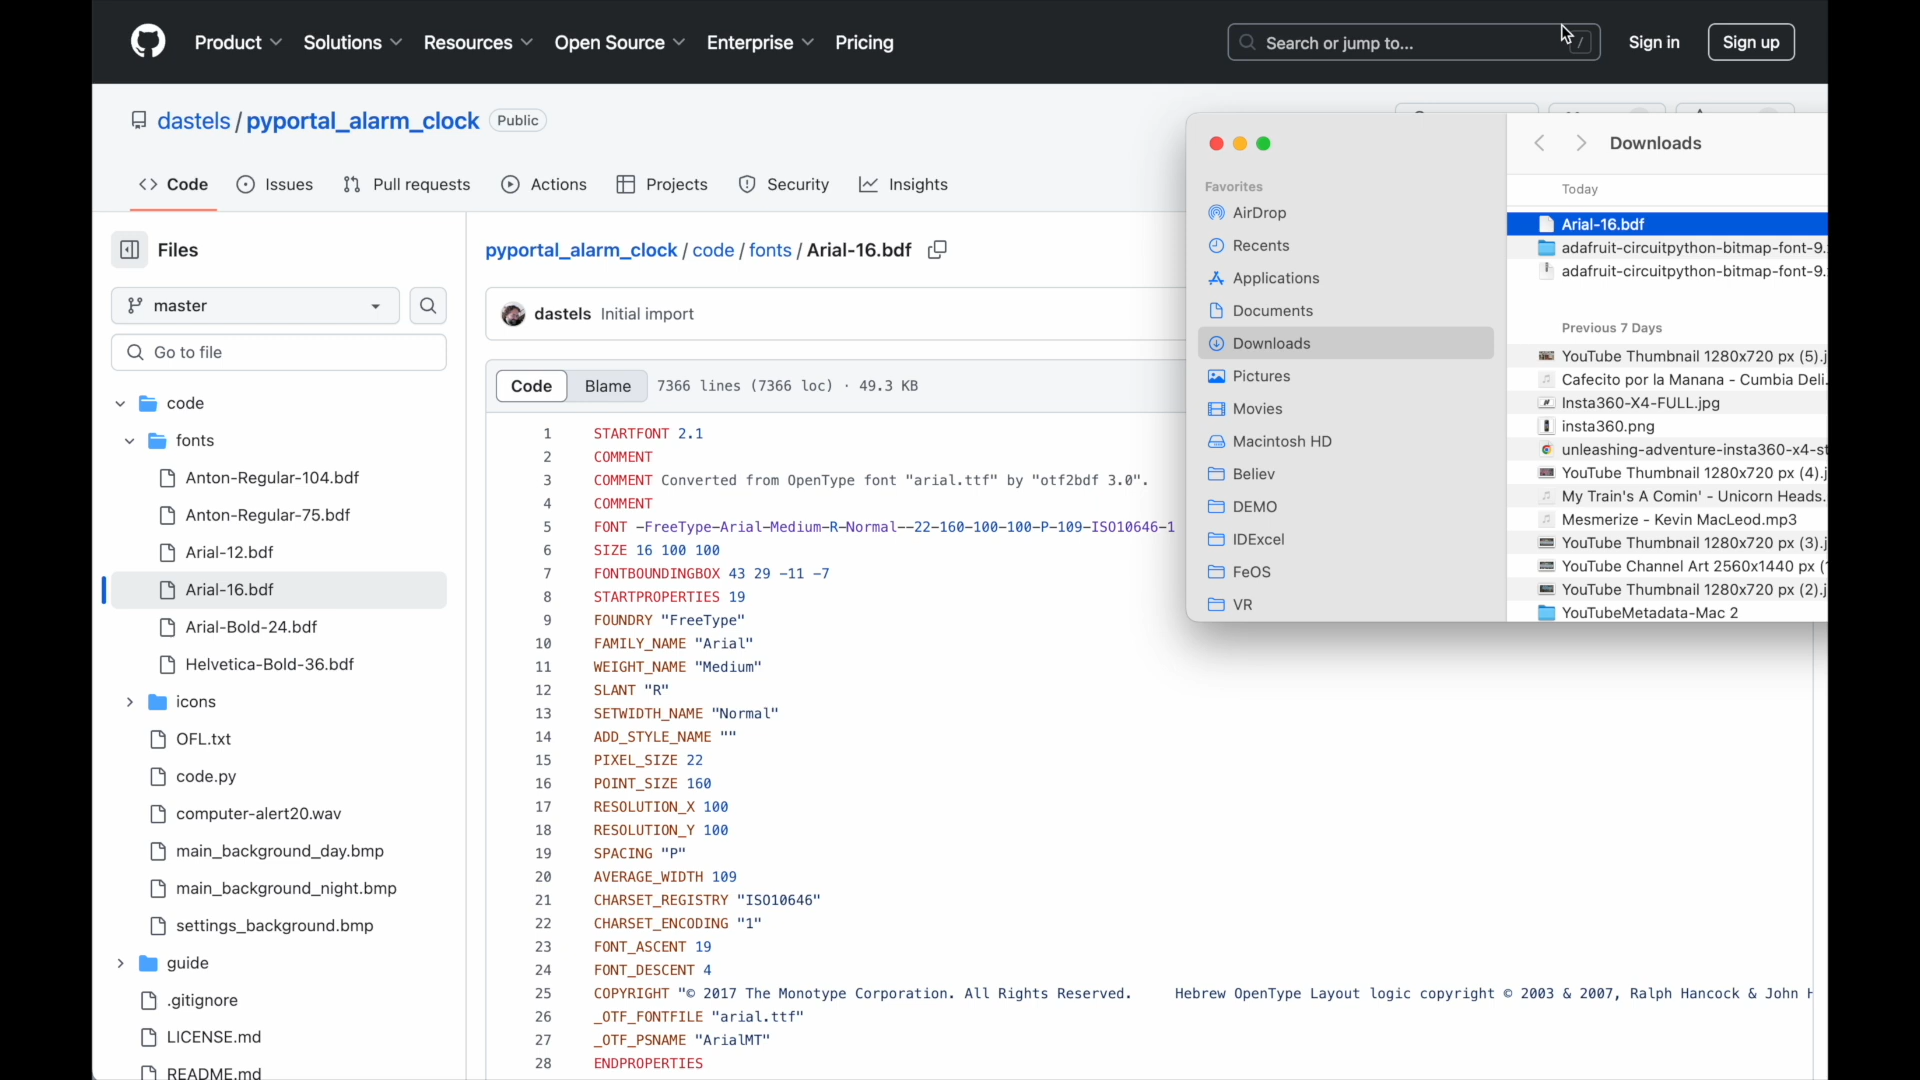 Product
Solutions
Resources
Open Source
Enterprise
Pricing
Search or jump to...
/
Sign in
Sign up
dastels / pyportal_alarm_clock
Public
Code
Issues
Pull requests
Actions
Projects
Security
Insights
Files
master
Go to file
code
fonts
Anton-Regular-104.bdf
Anton-Regular-75.bdf
Arial-12.bdf
Arial-16.bdf
Arial-Bold-24.bdf
Helvetica-Bold-36.bdf
icons
OFL.txt
code.py
computer-alert20.wav
main_background_day.bmp
main_background_night.bmp
settings_background.bmp
guide
.gitignore
LICENSE.md
README.md
pyportal_alarm_clock / code / fonts / Arial-16.bdf
dastels Initial import
Code
Blame
7366 lines (7366 loc) · 49.3 KB
1 STARTFONT 2.1
2 COMMENT
3 COMMENT Converted from OpenType font "arial.ttf" by "otf2bdf 3.0".
4 COMMENT
5 FONT -FreeType-Arial-Medium-R-Normal--22-160-100-100-P-109-ISO10646-1
6 SIZE 16 100 100
7 FONTBOUNDINGBOX 43 29 -11 -7
8 STARTPROPERTIES 19
9 FOUNDRY "FreeType"
10 FAMILY_NAME "Arial"
11 WEIGHT_NAME "Medium"
12 SLANT "R"
13 SETWIDTH_NAME "Normal"
14 ADD_STYLE_NAME ""
15 PIXEL_SIZE 22
16 POINT_SIZE 160
17 RESOLUTION_X 100
18 RESOLUTION_Y 100
19 SPACING "P"
20 AVERAGE_WIDTH 109
21 CHARSET_REGISTRY "ISO10646"
22 CHARSET_ENCODING "1"
23 FONT_ASCENT 19
24 FONT_DESCENT 4
25 COPYRIGHT "© 2017 The Monotype Corporation. All Rights Reserved. Hebrew OpenType Layout logic copyright © 2003 & 2007, Ralph Hancock & John H
26 _OTF_FONTFILE "arial.ttf"
27 _OTF_PSNAME "ArialMT"
28 ENDPROPERTIES
Favorites
AirDrop
Recents
Applications
Documents
Downloads
Pictures
Movies
Macintosh HD
Believ
DEMO
IDExcel
FeOS
VR
Downloads
Today
Arial-16.bdf
adafruit-circuitpython-bitmap-font-9.
adafruit-circuitpython-bitmap-font-9.
Previous 7 Days
YouTube Thumbnail 1280x720 px (5).j
Cafecito por la Manana - Cumbia Deli.
Insta360-X4-FULL.jpg
insta360.png
unleashing-adventure-insta360-x4-st
YouTube Thumbnail 1280x720 px (4).j
My Train's A Comin' - Unicorn Heads.
Mesmerize - Kevin MacLeod.mp3
YouTube Thumbnail 1280x720 px (3).j
YouTube Channel Art 2560x1440 px (
YouTube Thumbnail 1280x720 px (2).j
YouTubeMetadata-Mac 2